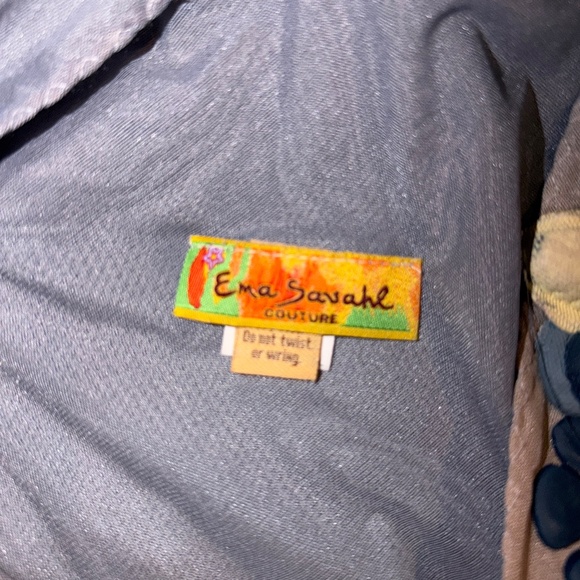 Ema Savahl
COUTURE
Do not twist
or wring